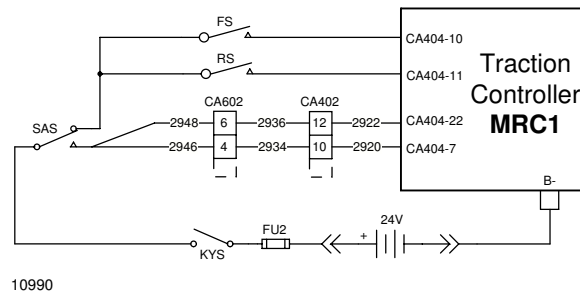 FS
CA404-10
RS
CA404-11
Traction
Controller
MRC1
CA602
CA402
SAS
2948
6
2936
12
2922
CA404-22
2946
4
2934
10
2920
CA404-7
B-
24V
+
FU2
KYS
10990